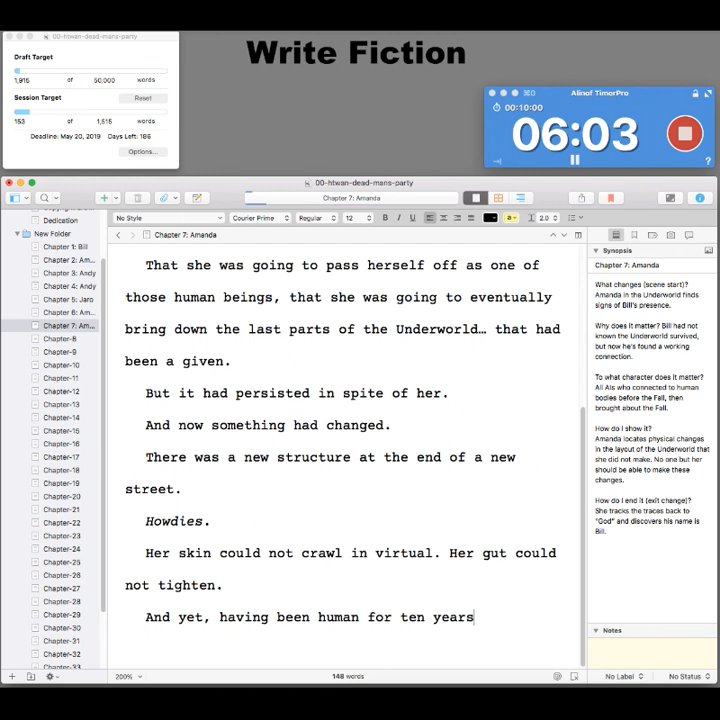 Write Fiction
00-htwan-dead-mans-party
Draft Target
1,915 of 50,000 words
Session Target
Reset
153 of 1,515 words
Deadline: May 20, 2019 Days Left: 186
Options...
⌘0 Alinof TimerPro
00:10:00
06:03
?
00-htwan-dead-mans-party
Chapter 7: Amanda
No Style Courier Prime Regular 12 B I U a 2.0
Dedication
New Folder
Chapter 1: Bill
Chapter 2: Am...
Chapter 3: Andy
Chapter 4: Andy
Chapter 5: Jaro
Chapter 6: Am...
Chapter 7: Am...
Chapter-8
Chapter-9
Chapter-10
Chapter-11
Chapter-12
Chapter-13
Chapter-14
Chapter-15
Chapter-16
Chapter-17
Chapter-18
Chapter-19
Chapter-20
Chapter-21
Chapter-22
Chapter-23
Chapter-24
Chapter-25
Chapter-26
Chapter-27
Chapter-28
Chapter-29
Chapter-30
Chapter-31
Chapter-32
Chapter-33
Chapter 7: Amanda
That she was going to pass herself off as one of
those human beings, that she was going to eventually
bring down the last parts of the Underworld… that had
been a given.
But it had persisted in spite of her.
And now something had changed.
There was a new structure at the end of a new
street.
Howdies.
Her skin could not crawl in virtual. Her gut could
not tighten.
And yet, having been human for ten years
200%
148 words
Synopsis
Chapter 7: Amanda
What changes (scene start)?
Amanda in the Underworld finds
signs of Bill's presence.
Why does it matter? Bill had not
known the Underworld survived,
but now he's found a working
connection.
To what character does it matter?
All AIs who connected to human
bodies before the Fall, then
brought about the Fall.
How do I show it?
Amanda locates physical changes
in the layout of the Underworld that
she did not make. No one but her
should be able to make these
changes.
How do I end it (exit change)?
She tracks the traces back to
"God" and discovers his name is
Bill.
Notes
No Label No Status